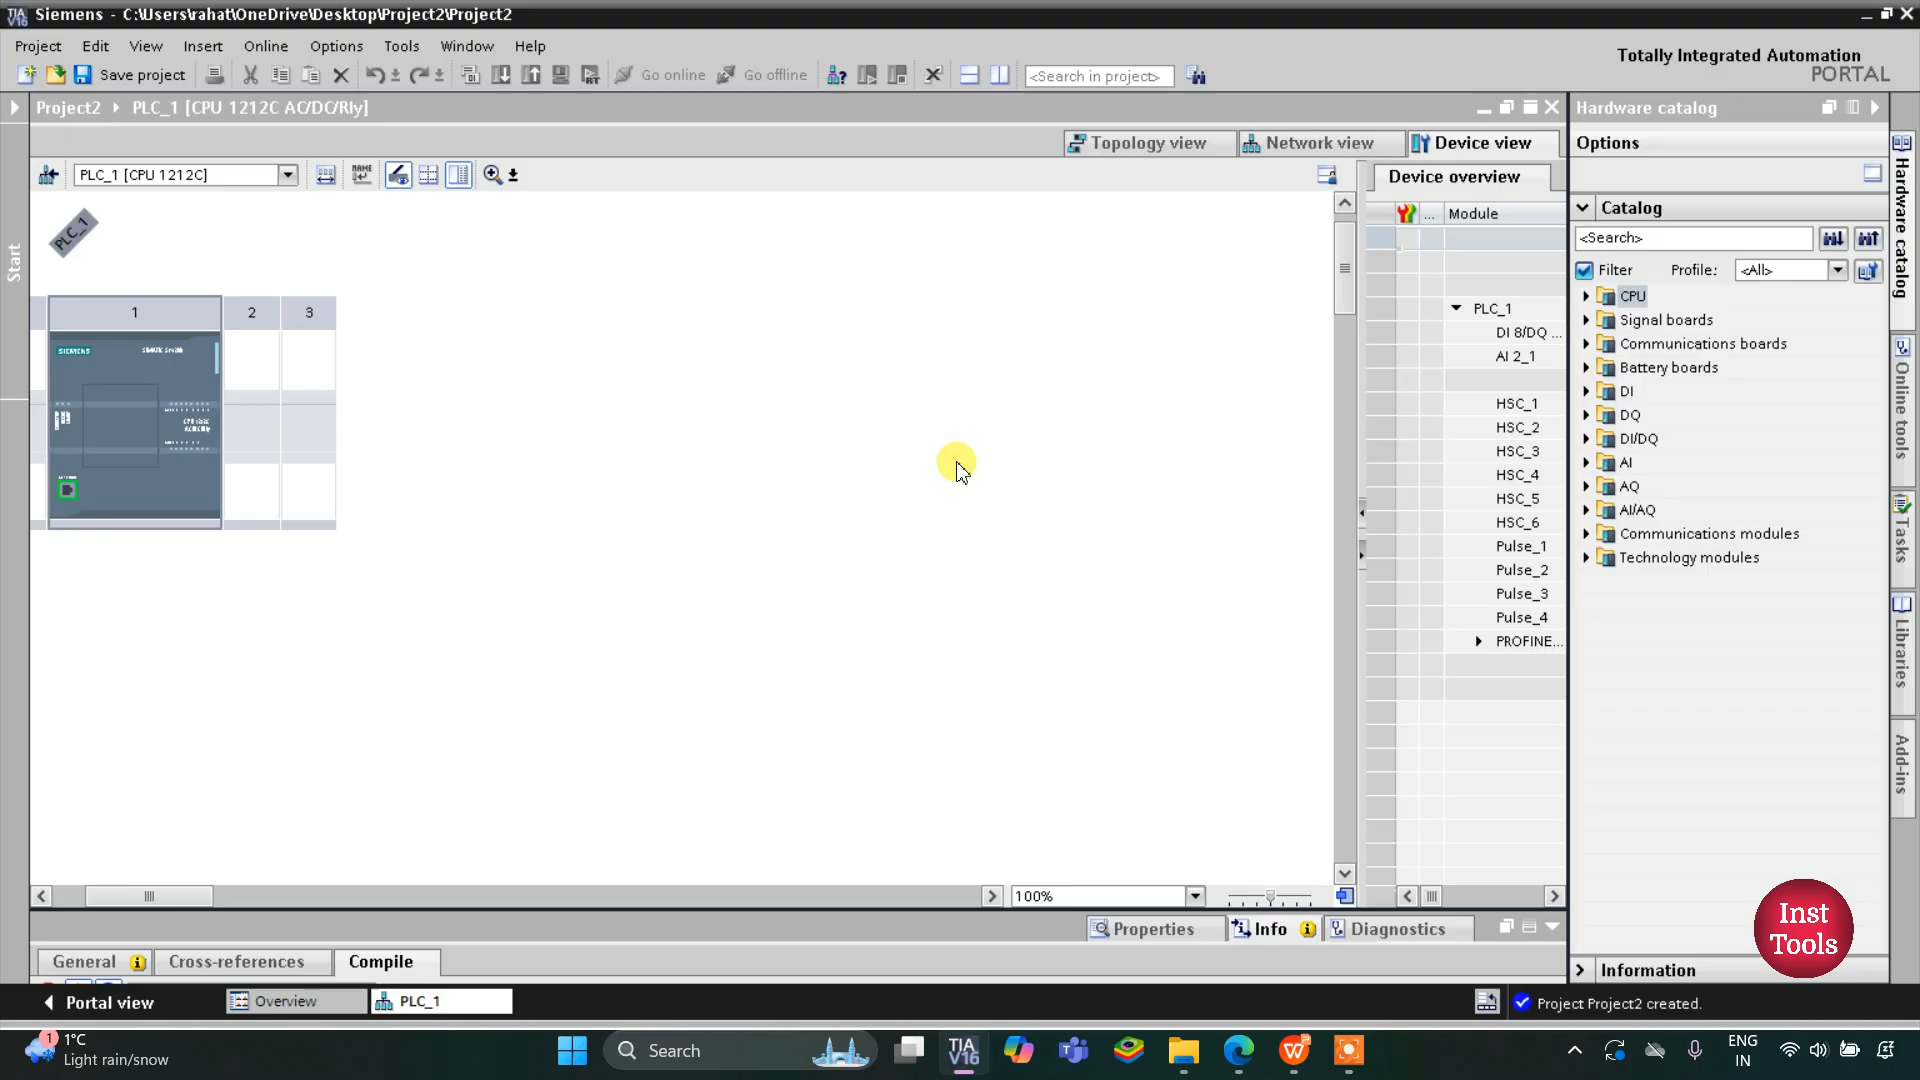 Siemens - C:\Users\rahat\OneDrive\Desktop\Project2\Project2
Project Edit View Insert Online Options Tools Window Help
Totally Integrated Automation
PORTAL
Save project Go online Go offline <Search in project>
Project2 PLC_1 [CPU 1212C AC/DC/Rly]
Hardware catalog
Topology view Network view Device view
Options
PLC_1 [CPU 1212C]
NAME
Device overview
PLC_1
... Module
Catalog
<Search>
Filter Profile: <All>
1 2 3
SIEMENS
PLC_1
DI 8/DQ ...
AI 2_1
HSC_1
HSC_2
HSC_3
HSC_4
HSC_5
HSC_6
Pulse_1
Pulse_2
Pulse_3
Pulse_4
PROFINE...
CPU
Signal boards
Communications boards
Battery boards
DI
DQ
DI/DQ
AI
AQ
AI/AQ
Communications modules
Technology modules
Start
Hardware catalog
Online tools
Tasks
Libraries
Add-ins
100%
Properties Info Diagnostics
General Cross-references Compile
Information
Inst
Tools
Portal view Overview PLC_1 Project Project2 created.
1
1°C
Light rain/snow
Search
TIA
V16
ENG
IN